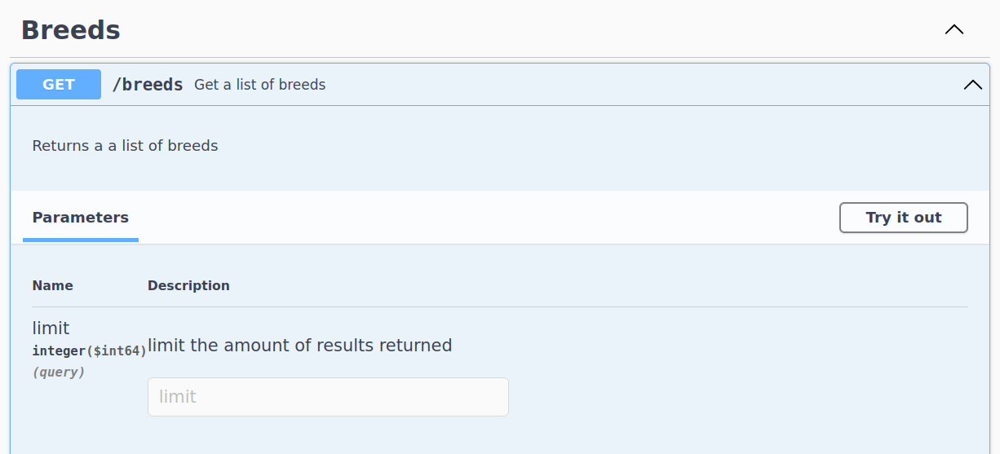 Breeds
GET /breeds Get a list of breeds
Returns a a list of breeds
Parameters
Try it out
Name Description
limit
integer($int64)
(query)
limit the amount of results returned
limit